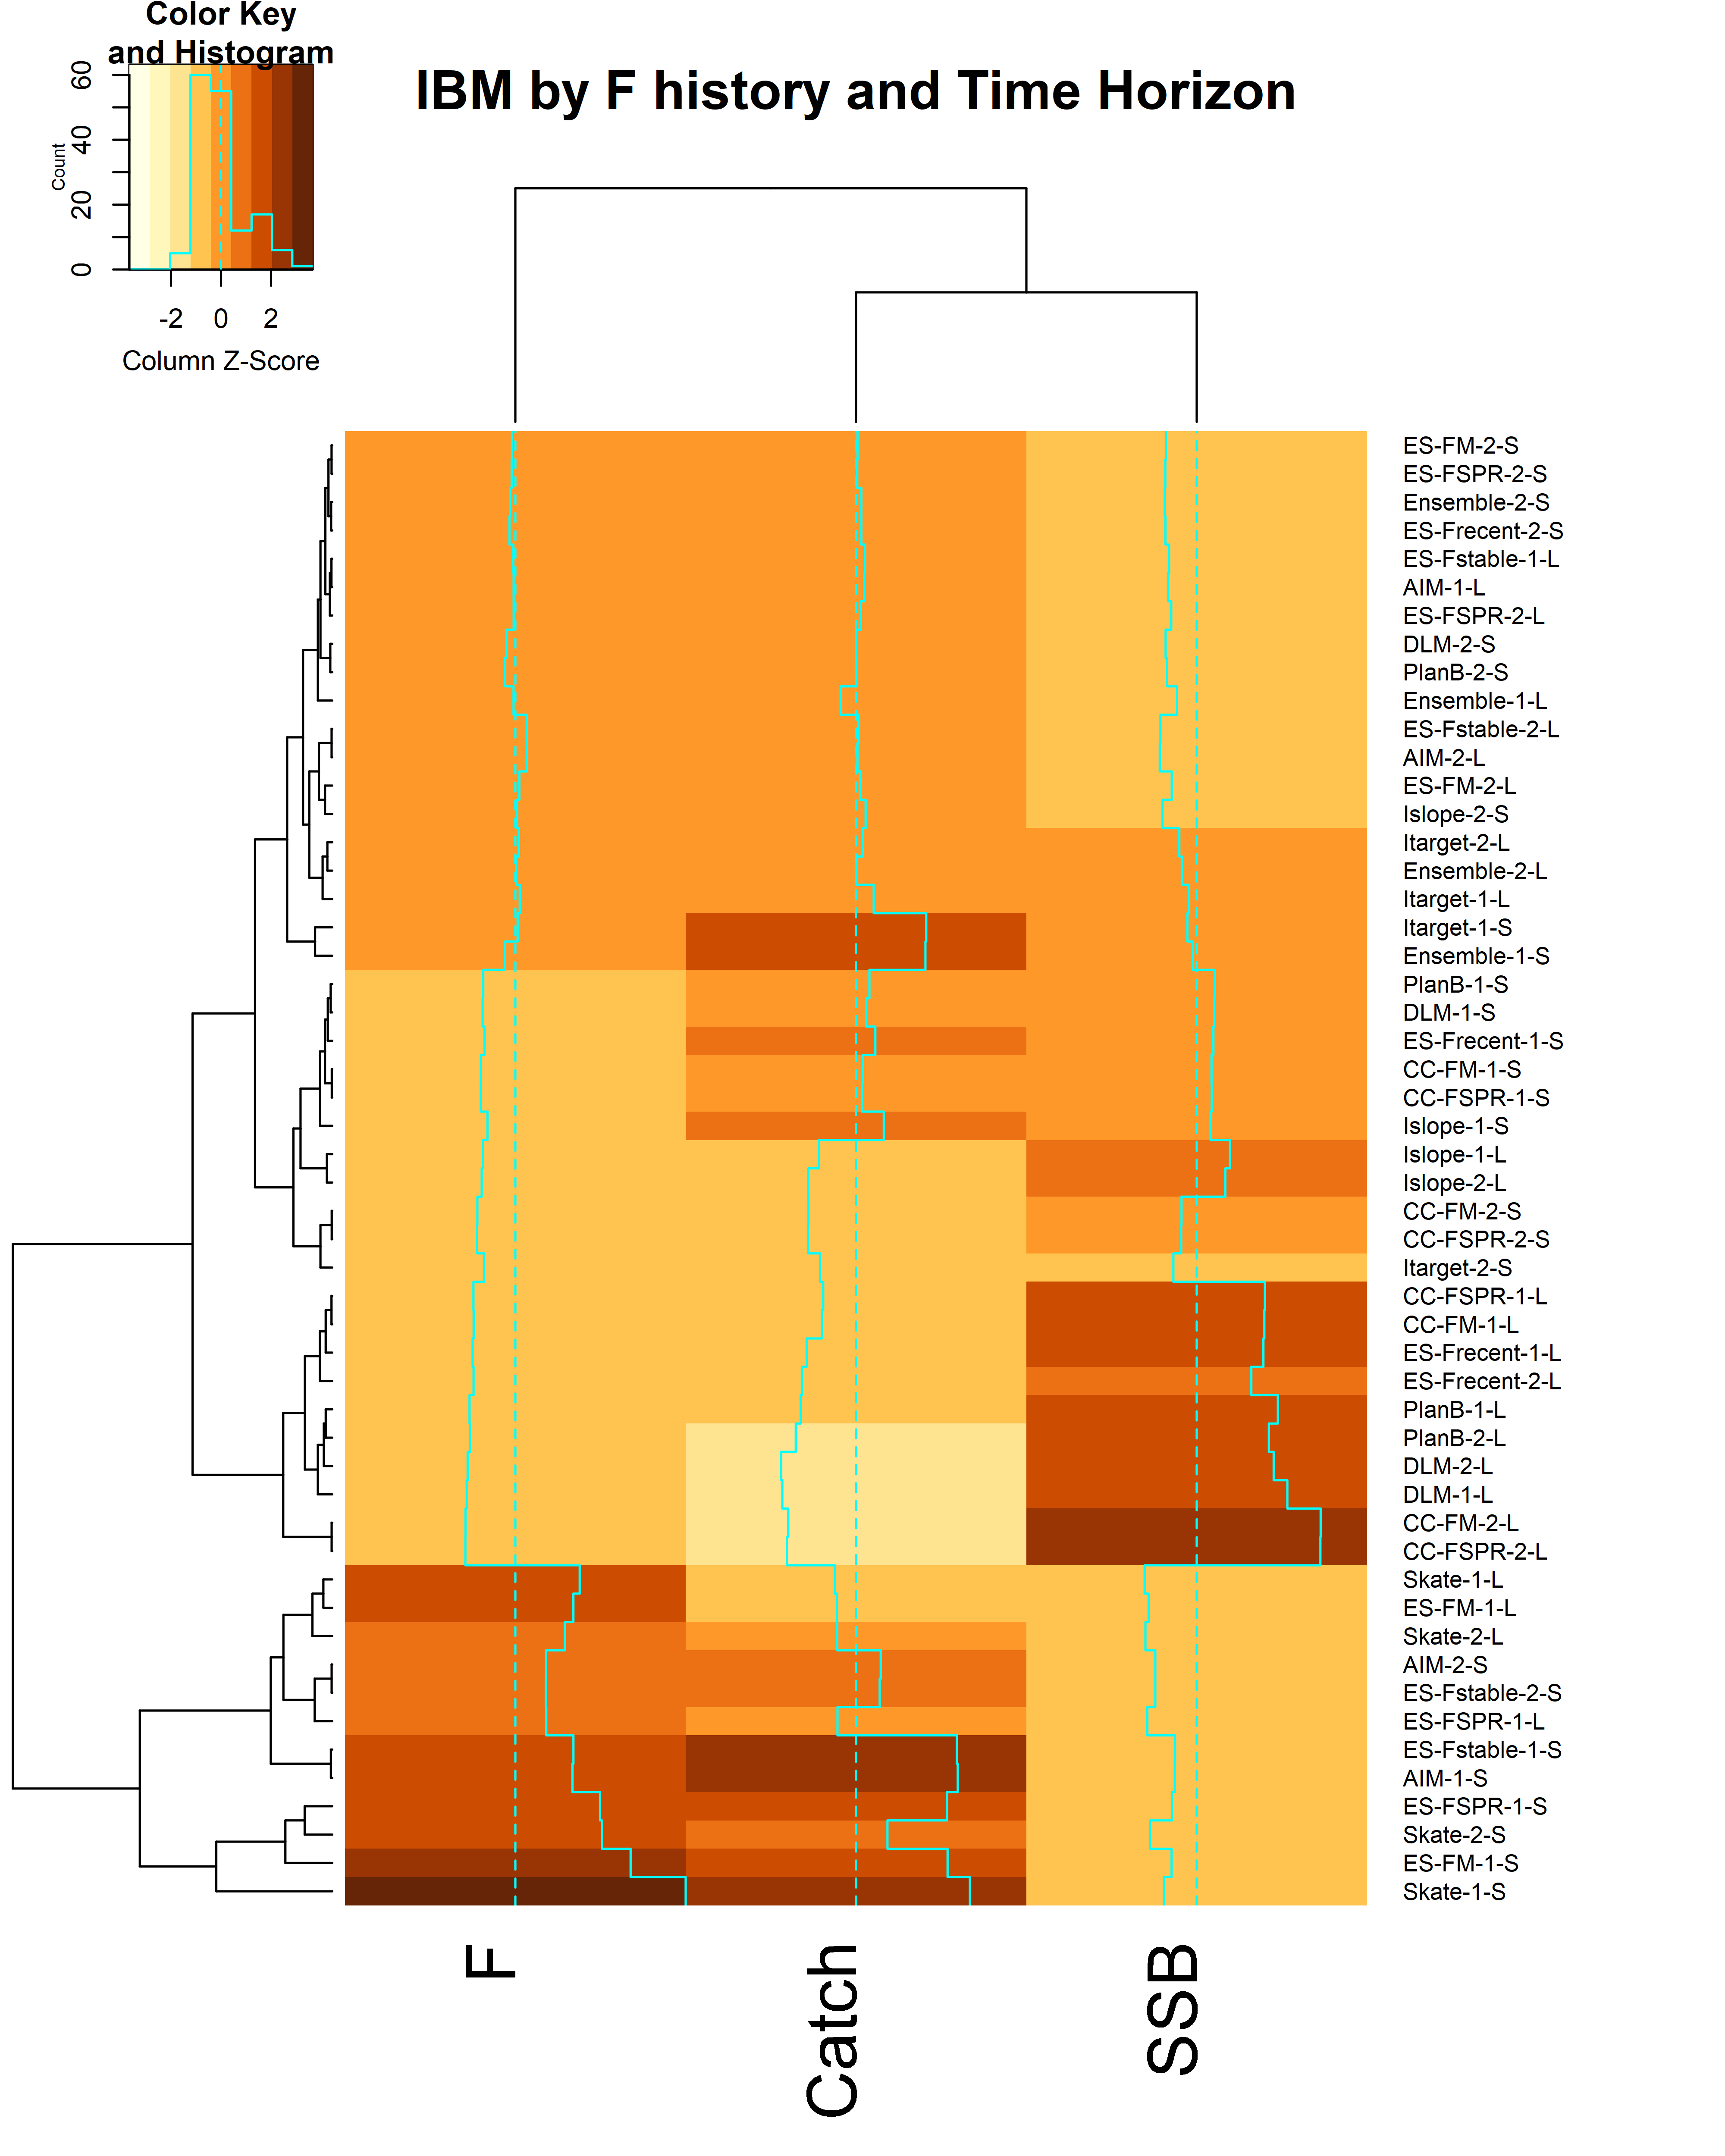 Color Key
and Histogram
IBM by F history and Time Horizon
Count
0
20
40
60
-2
0
2
Column Z-Score
ES-FM-2-S
ES-FSPR-2-S
Ensemble-2-S
ES-Frecent-2-S
ES-Fstable-1-L
AIM-1-L
ES-FSPR-2-L
DLM-2-S
PlanB-2-S
Ensemble-1-L
ES-Fstable-2-L
AIM-2-L
ES-FM-2-L
Islope-2-S
Itarget-2-L
Ensemble-2-L
Itarget-1-L
Itarget-1-S
Ensemble-1-S
PlanB-1-S
DLM-1-S
ES-Frecent-1-S
CC-FM-1-S
CC-FSPR-1-S
Islope-1-S
Islope-1-L
Islope-2-L
CC-FM-2-S
CC-FSPR-2-S
Itarget-2-S
CC-FSPR-1-L
CC-FM-1-L
ES-Frecent-1-L
ES-Frecent-2-L
PlanB-1-L
PlanB-2-L
DLM-2-L
DLM-1-L
CC-FM-2-L
CC-FSPR-2-L
Skate-1-L
ES-FM-1-L
Skate-2-L
AIM-2-S
ES-Fstable-2-S
ES-FSPR-1-L
ES-Fstable-1-S
AIM-1-S
ES-FSPR-1-S
Skate-2-S
ES-FM-1-S
Skate-1-S
F
Catch
SSB